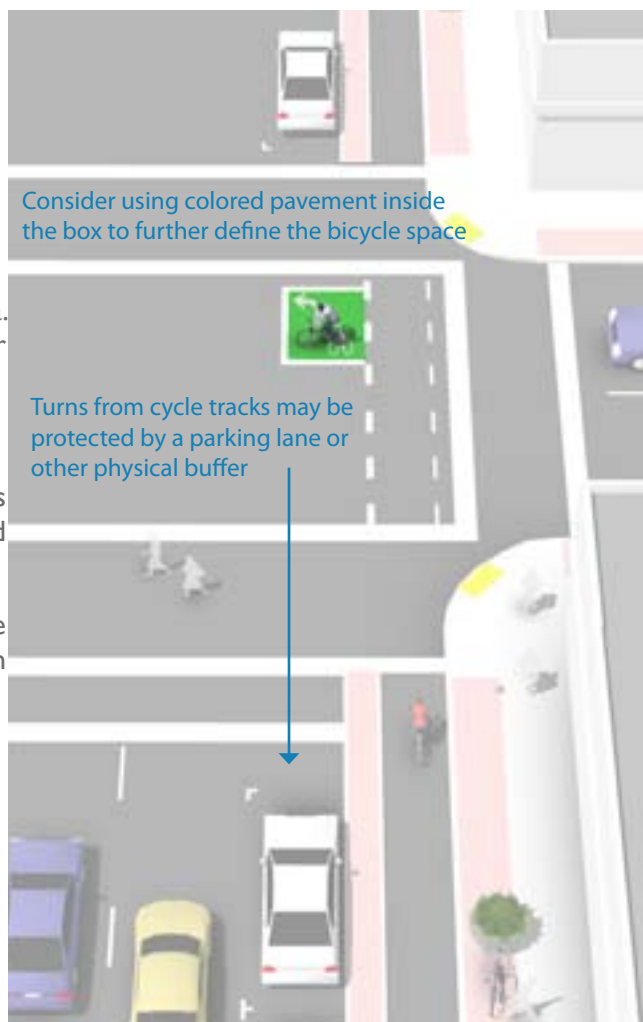 Consider using colored pavement inside
the box to further define the bicycle space
Turns from cycle tracks may be
protected by a parking lane or
other physical buffer